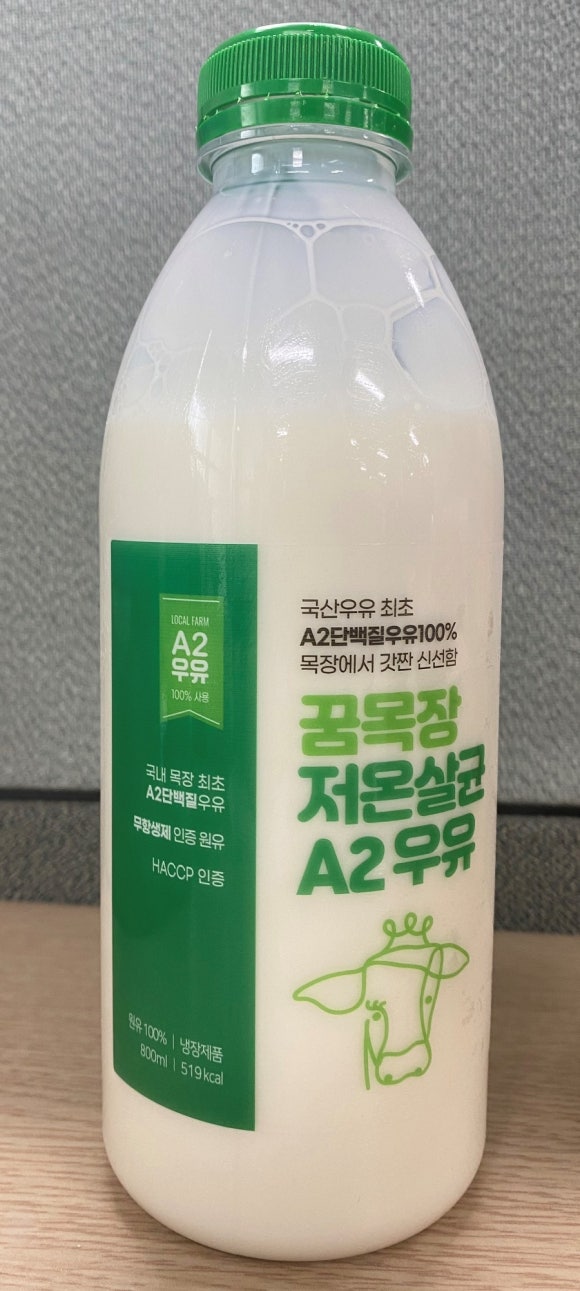 LOCAL FARM
A2
우유
100% 사용
국내 목장 최초
A2단백질우유
무항생제 인증 원유
HACCP 인증
원유 100% | 냉장제품
800ml | 519 kcal
국산우유 최초
A2단백질우유100%
목장에서 갓짠 신선함
꿈목장
저온살균
A2 우유